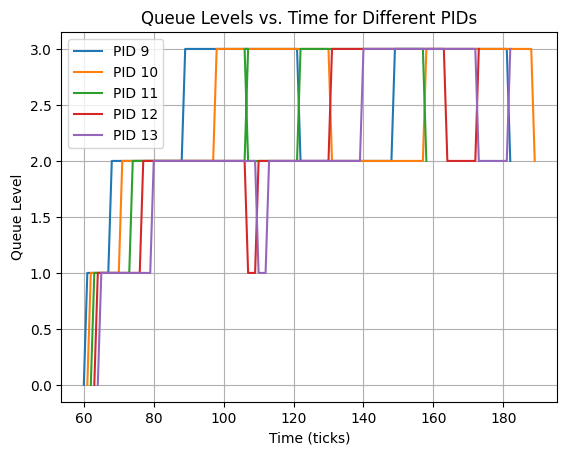 Queue Levels vs. Time for Different PIDs
3.0
2.5
2.0
1.5
1.0
0.5
0.0
Queue Level
PID 9
PID 10
PID 11
PID 12
PID 13
60 80 100 120 140 160 180
Time (ticks)